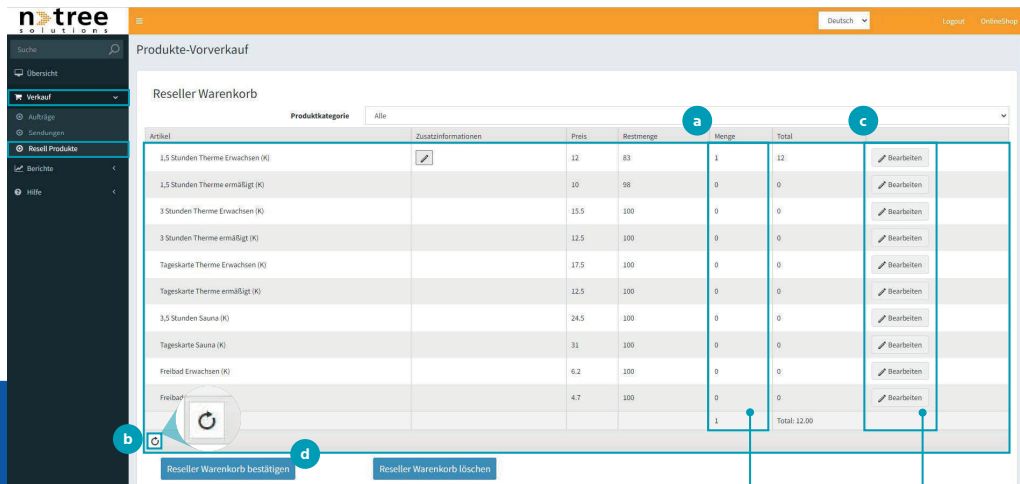 n tree
solutions
Deutsch
Logout
OnlineShop
Suche
Übersicht
Verkauf
Aufträge
Sendungen
Resell Produkte
Berichte
Hilfe
Produkte-Vorverkauf
Reseller Warenkorb
Produktkategorie Alle
a
c
Artikel Zusatzinformationen Preis Restmenge Menge Total
1,5 Stunden Therme Erwachsen (K) 12 83 1 12 Bearbeiten
1,5 Stunden Therme ermäßigt (K) 10 98 0 0 Bearbeiten
3 Stunden Therme Erwachsen (K) 15.5 100 0 0 Bearbeiten
3 Stunden Therme ermäßigt (K) 12.5 100 0 0 Bearbeiten
Tageskarte Therme Erwachsen (K) 17.5 100 0 0 Bearbeiten
Tageskarte Therme ermäßigt (K) 12.5 100 0 0 Bearbeiten
3,5 Stunden Sauna (K) 24.5 100 0 0 Bearbeiten
Tageskarte Sauna (K) 31 100 0 0 Bearbeiten
Freibad Erwachsen (K) 6.2 100 0 0 Bearbeiten
Freibad 4.7 100 0 0 Bearbeiten
1 Total: 12.00
b
d
Reseller Warenkorb bestätigen
Reseller Warenkorb löschen